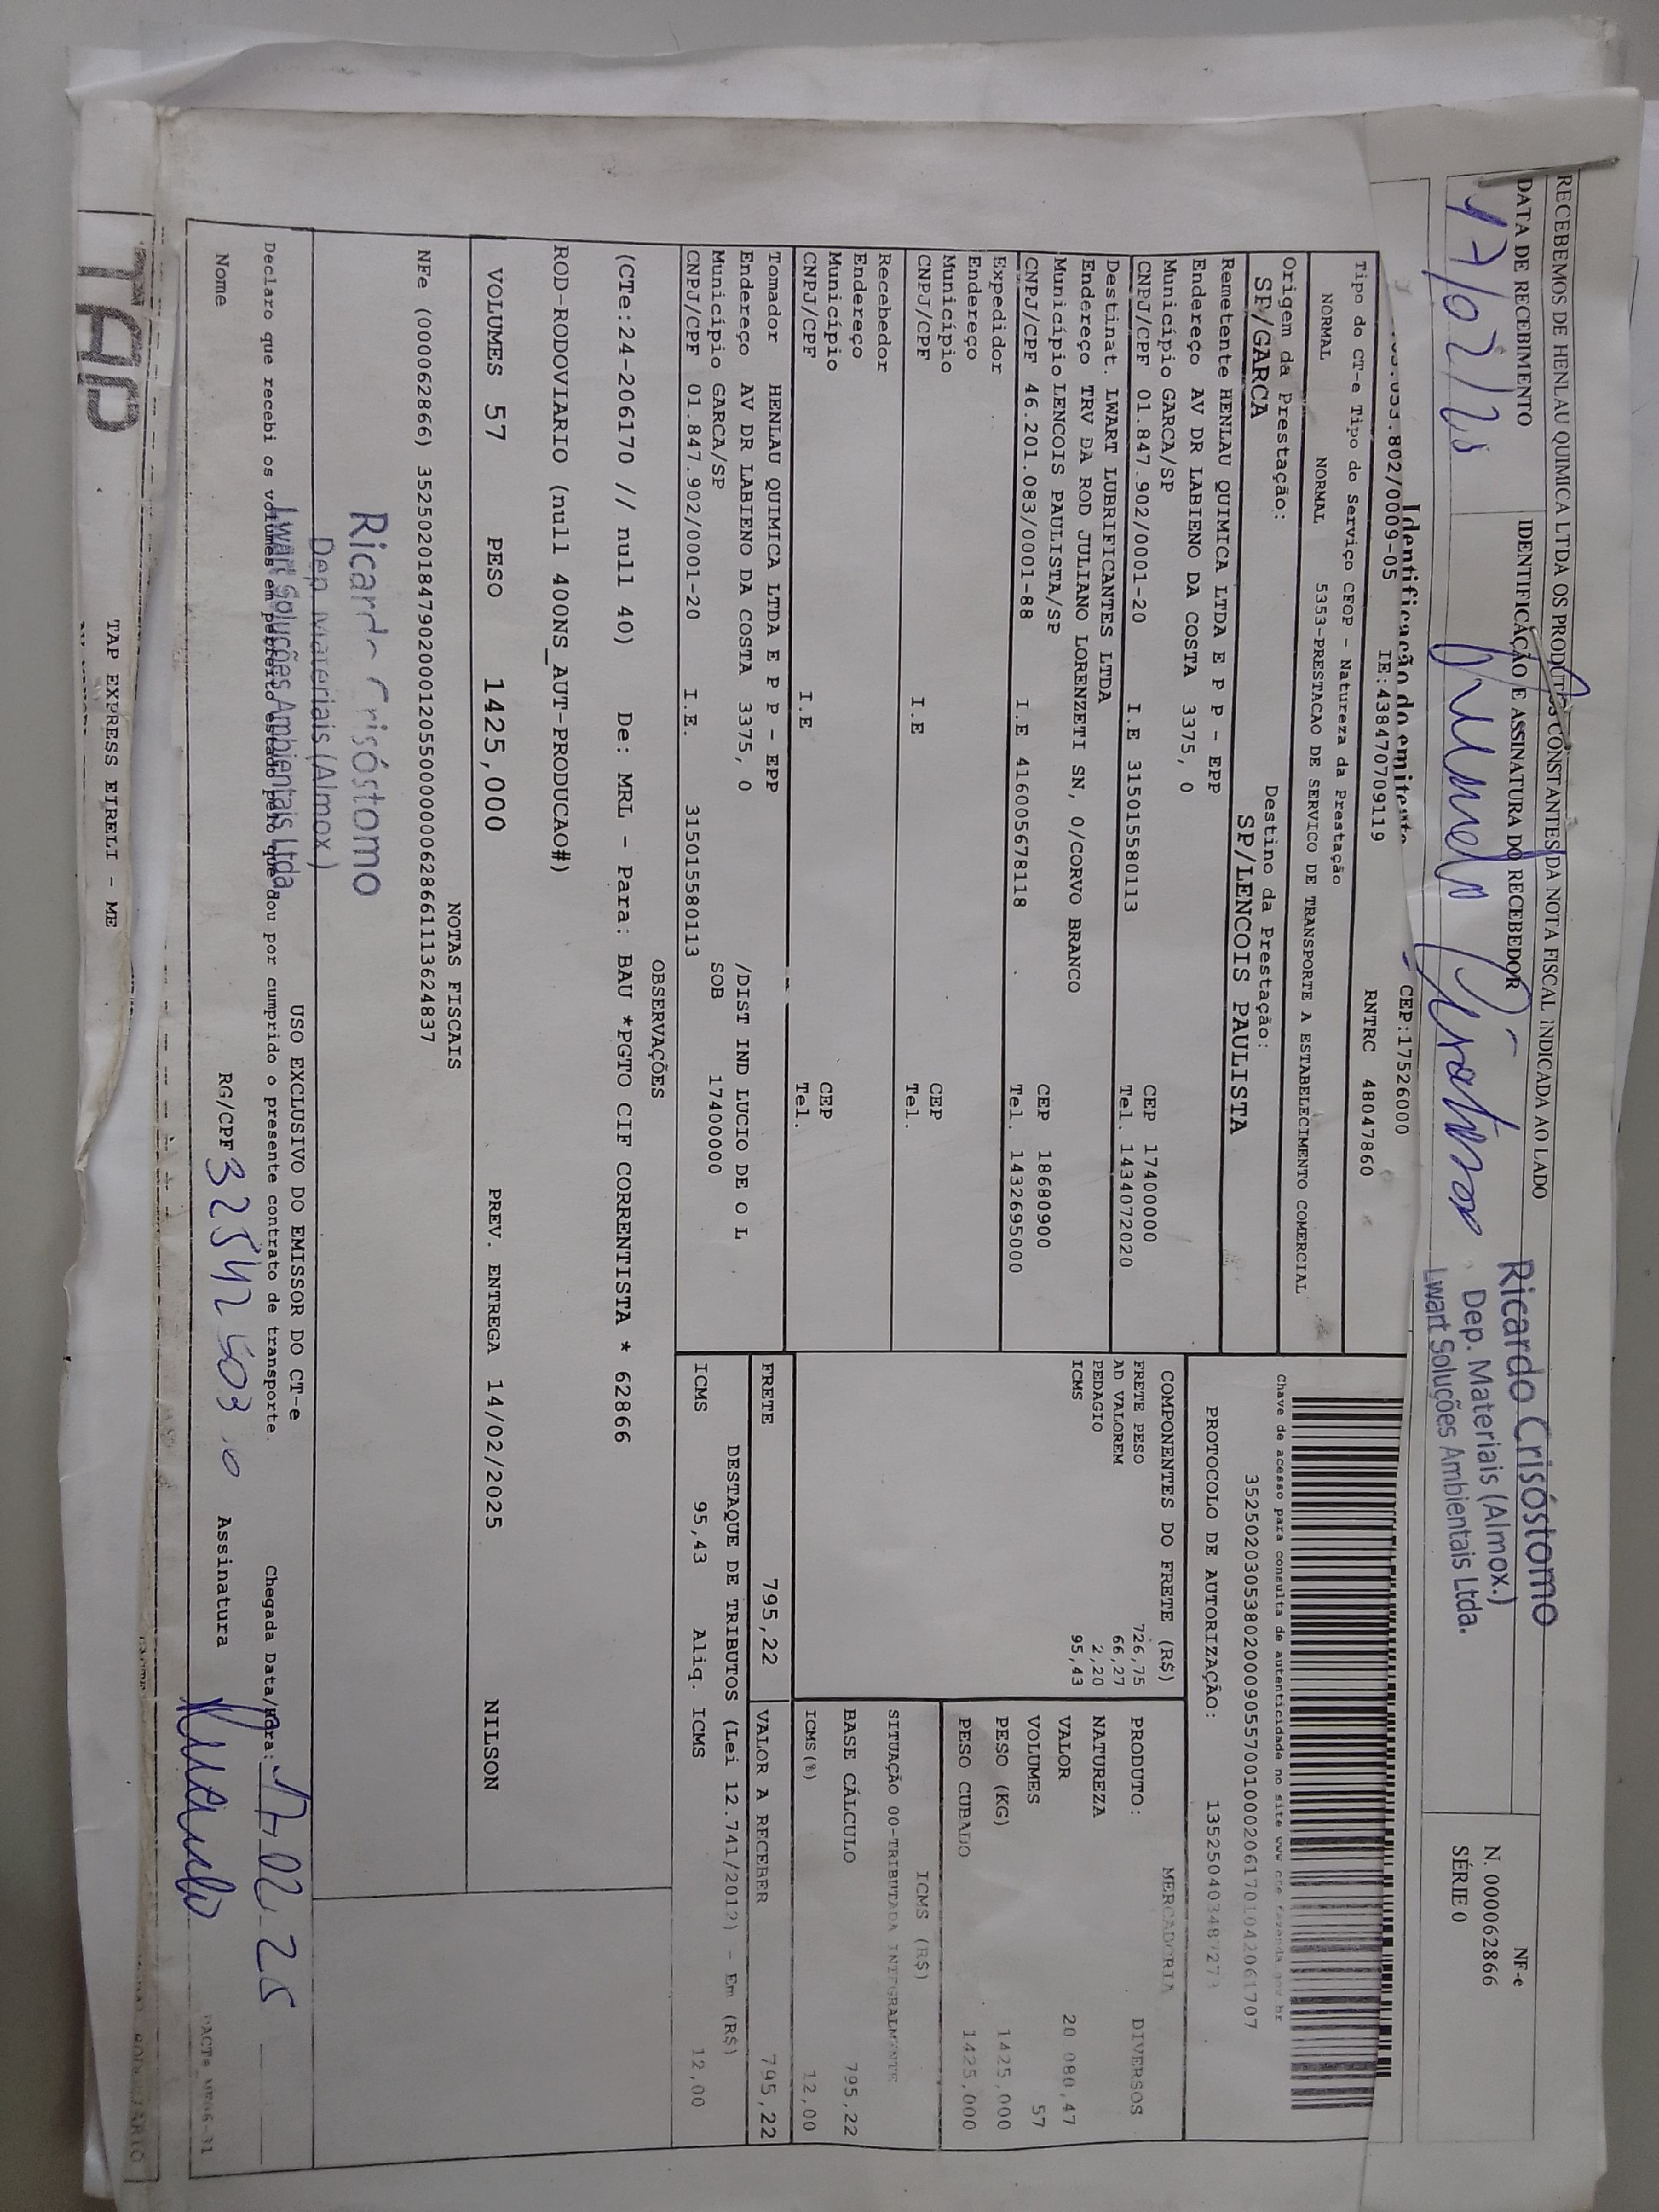 RECEBEMOS DE HENLAU QUIMICA LTDA OS PRODUTOS CONSTANTES DA NOTA FISCAL INDICADA AO LADO
DATA DE RECEBIMENTO
IDENTIFICAÇÃO E ASSINATURA DO RECEBEDOR
17/02/25
Ricardo Crisóstomo
Dep. Materiais (Almox.)
Lwart Soluções Ambientais Ltda.
NF-e
N. 000062866
SÉRIE 0
Identificação do emitente
CEP:17526000
.802/0009-05 IE:438470709119 RNTRC 48047860
Tipo do CT-e Tipo do Serviço CFOP - Natureza da Prestação
NORMAL NORMAL 5353-PRESTACAO DE SERVICO DE TRANSPORTE A ESTABELECIMENTO COMERCIAL
Origem da Prestação: Destino da Prestação:
SP/GARCA SP/LENCOIS PAULISTA
Remetente HENLAU QUIMICA LTDA E P P - EPP
Endereço AV DR LABIENO DA COSTA 3375, 0
Município GARCA/SP CEP 17400000
CNPJ/CPF 01.847.902/0001-20 I.E 315015580113 Tel. 1434072020
Destinat. LWART LUBRIFICANTES LTDA
Endereço TRV DA ROD JULIANO LORENZETI SN, 0/CORVO BRANCO
Município LENCOIS PAULISTA/SP CEP 18680900
CNPJ/CPF 46.201.083/0001-88 I.E 416005678118 Tel. 1432695000
Expedidor
Endereço
Município CEP
CNPJ/CPF I.E Tel.
Recebedor
Endereço
Município CEP
CNPJ/CPF I.E Tel.
Tomador HENLAU QUIMICA LTDA E P P - EPP
Endereço AV DR LABIENO DA COSTA 3375, 0 /DIST IND LUCIO DE O L
Município GARCA/SP SOB 17400000
CNPJ/CPF 01.847.902/0001-20 I.E. 315015580113
Chave de acesso para consulta de autenticidade no site www cte fazenda gov br
35250203053802000905570010002061701042061707
PROTOCOLO DE AUTORIZAÇÃO:
COMPONENTES DO FRETE (R$)
FRETE PESO 726,75
AD VALOREM 66,27
PEDAGIO 2,20
ICMS 95,43
MERCADORIA
PRODUTO: DIVERSOS
NATUREZA
VALOR 20 080,47
VOLUMES 57
PESO (KG) 1425,000
PESO CUBADO 1425,000
ICMS (R$)
SITUAÇÃO 00-TRIBUTADA INTEGRALMENTE
BASE CÁLCULO 795,22
ICMS(%) 12,00
FRETE 795,22 VALOR A RECEBER 795,22
DESTAQUE DE TRIBUTOS (Lei 12.741/2012) - Em (R$)
ICMS 95,43 Aliq. ICMS 12,00
OBSERVAÇÕES
(CTe:24-206170 // null 40) De: MRL - Para: BAU *PGTO CIF CORRENTISTA * 62866
ROD-RODOVIARIO (null 400NS_AUT-PRODUCAO#)
VOLUMES 57 PESO 1425,000 PREV. ENTREGA 14/02/2025 NILSON
NOTAS FISCAIS
NFe (000062866) 35250201847902000120550000000628661113624837
Ricardo Crisóstomo
Dep Materiais (Almox.)
Lwart Soluções Ambientais Ltda.
USO EXCLUSIVO DO EMISSOR DO CT-e
Declaro que recebi os volumes em perfeito estado pelo que dou por cumprido o presente contrato de transporte Chegada Data/Hora: 17.02.25
Nome RG/CPF Assinatura
TAP
TAP EXPRESS EIRELI - ME